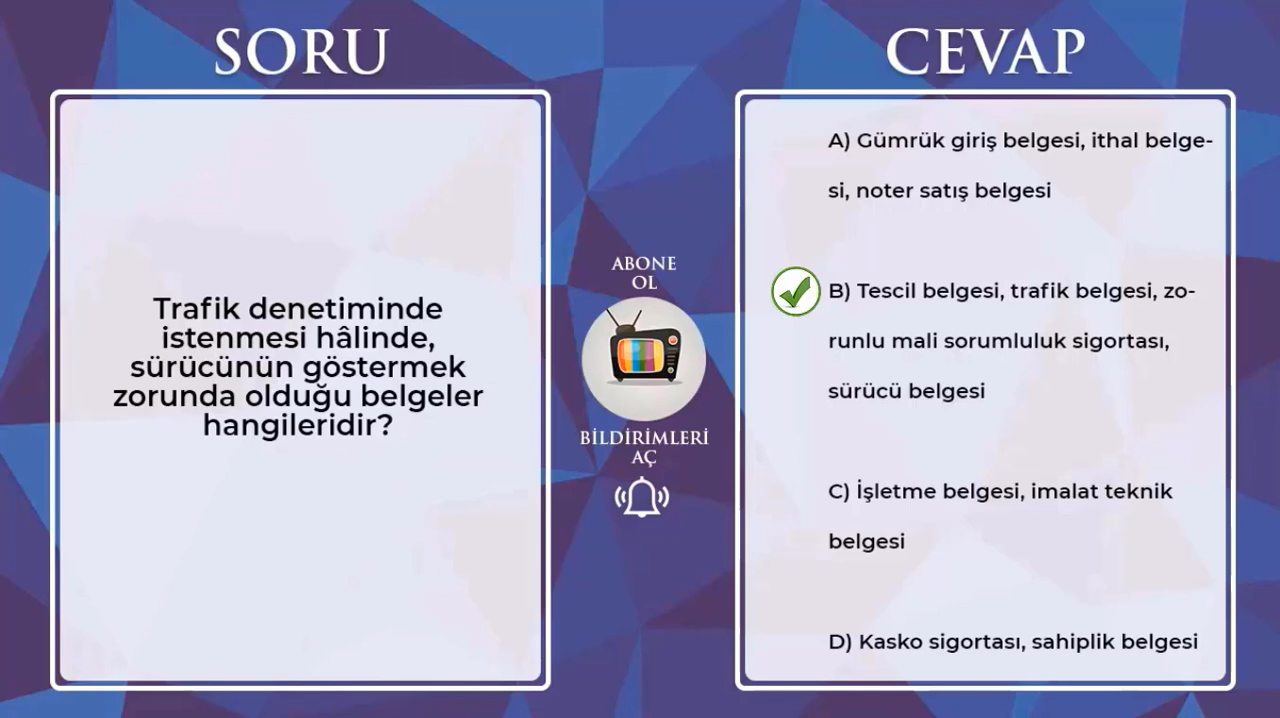 SORU
Trafik denetiminde
istenmesi hâlinde,
sürücünün göstermek
zorunda olduğu belgeler
hangileridir?
ABONE
OL
BİLDİRİMLERİ
AÇ
CEVAP
A) Gümrük giriş belgesi, ithal belge-
si, noter satış belgesi
B) Tescil belgesi, trafik belgesi, zo-
runlu mali sorumluluk sigortası,
sürücü belgesi
C) İşletme belgesi, imalat teknik
belgesi
D) Kasko sigortası, sahiplik belgesi